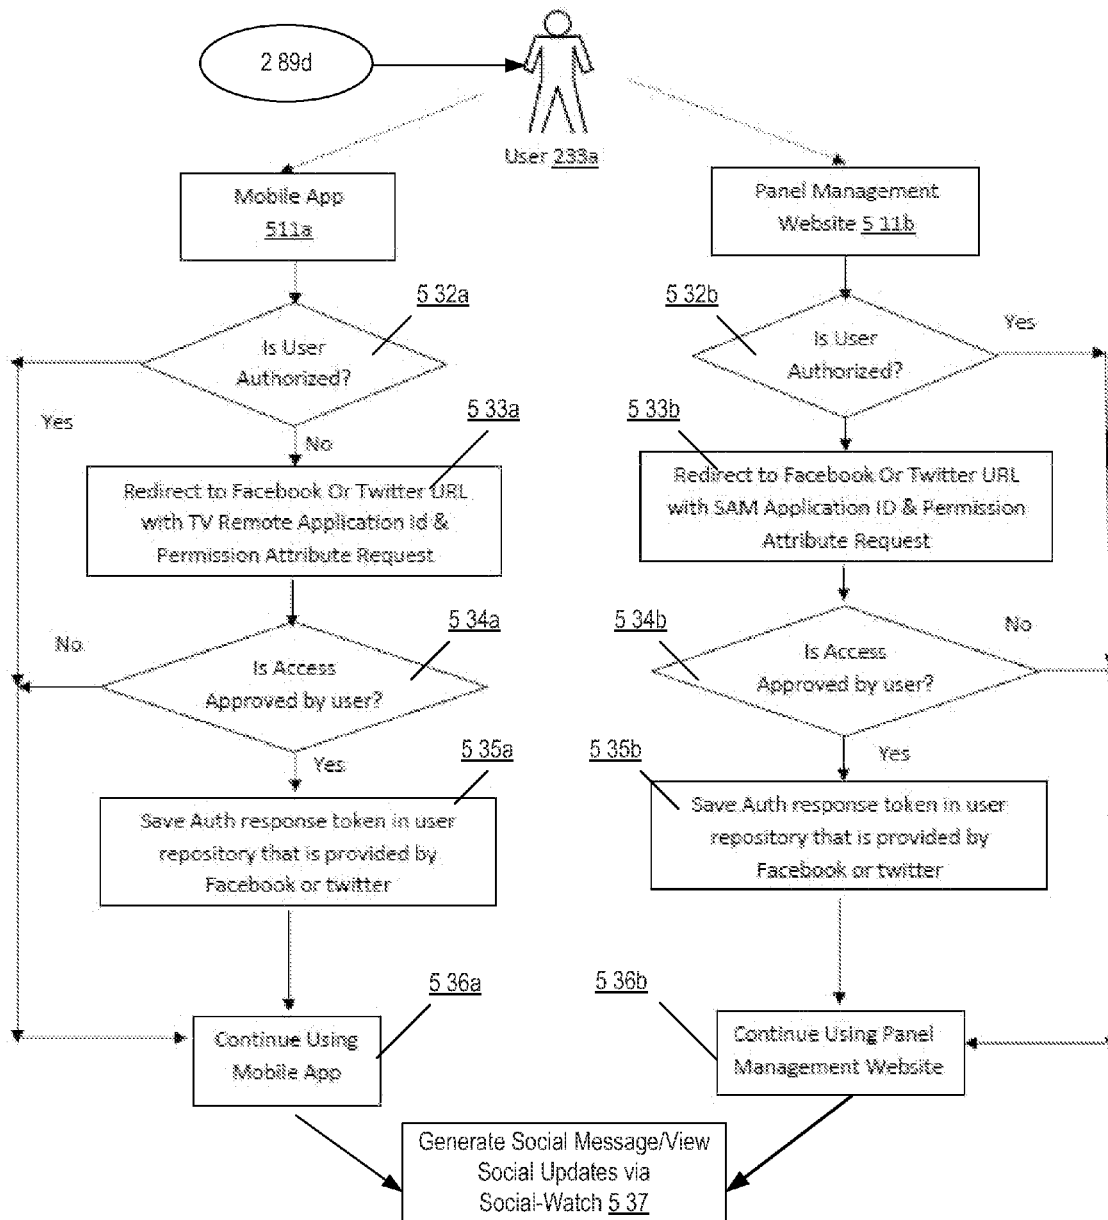 2 89d
User 233a
Mobile App
511a
Panel Management
Website 5 11b
5 32a
5 32b
Is User
Authorized?
Yes
Is User
Authorized?
Yes
No
5 33a
5 33b
Redirect to Facebook Or Twitter URL
with TV Remote Application Id &
Permission Attribute Request
Redirect to Facebook Or Twitter URL
with SAM Application ID & Permission
Attribute Request
5 34a
5 34b
No
Is Access
Approved by user?
Is Access
Approved by user?
No
Yes
Yes
5 35a
5 35b
Save Auth response token in user
repository that is provided by
Facebook or twitter
Save Auth response token in user
repository that is provided by
Facebook or twitter
5 36a
5 36b
Continue Using
Mobile App
Continue Using Panel
Management Website
Generate Social Message/View
Social Updates via
Social-Watch 5 37